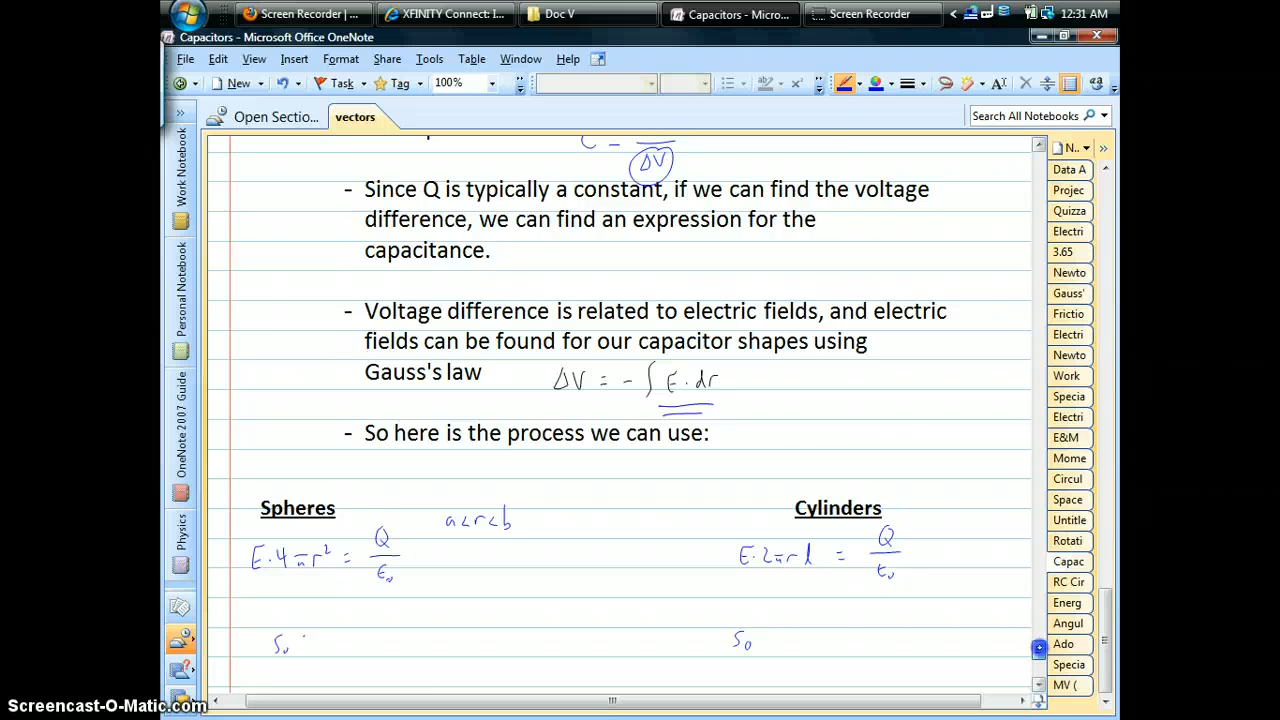 Screen Recorder | ...
XFINITY Connect: I...
Doc V
Capacitors - Micro...
Screen Recorder
12:31 AM
Capacitors - Microsoft Office OneNote
File Edit View Insert Format Share Tools Table Window Help
New Task Tag 100%
Open Sectio... vectors Search All Notebooks
Work Notebook
Personal Notebook
OneNote 2007 Guide
Physics
C = ΔV
- Since Q is typically a constant, if we can find the voltage
difference, we can find an expression for the
capacitance.
- Voltage difference is related to electric fields, and electric
fields can be found for our capacitor shapes using
Gauss's law
ΔV = - ∫ E · dr
- So here is the process we can use:
Spheres Cylinders
a < r < b
E · 4πr² = Q/ε₀ E · 2πrl = Q/ε₀
So So
N...
Data A
Projec
Quizza
Electri
3.65
Newto
Gauss'
Frictio
Electri
Newto
Work
Specia
Electri
E&M
Mome
Circul
Space
Untitle
Rotati
Capac
RC Cir
Energ
Angul
Ado
Specia
MV (
Screencast-O-Matic.com